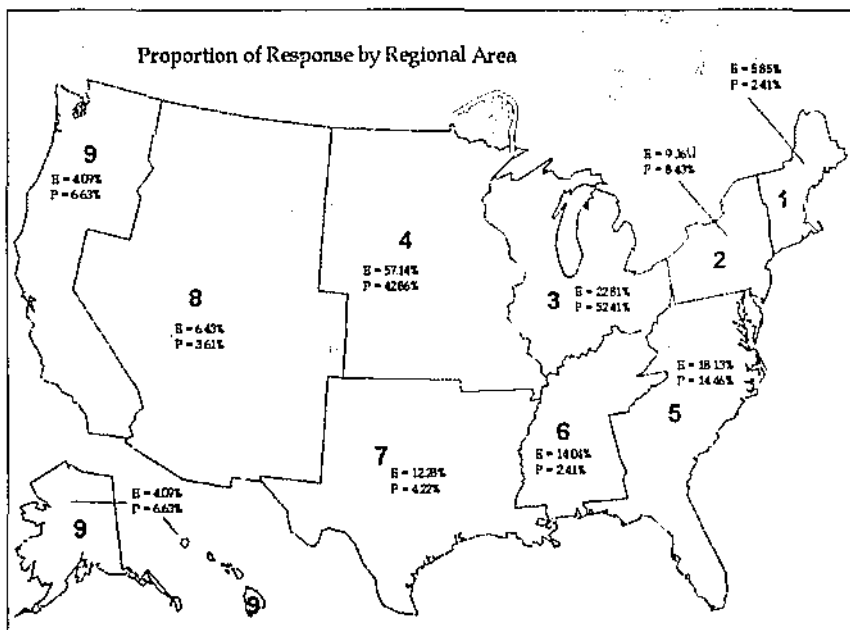 Proportion of Response by Regional Area
E = 5.85%
P = 2.41%
E = 9.36%
P = 8.43%
9
E = 4.09%
P = 6.63%
1
4
E = 57.14%
P = 42.86%
2
3
E = 22.81%
P = 52.41%
8
E = 6.43%
P = 3.61%
E = 18.13%
P = 14.46%
5
6
E = 14.04%
P = 2.41%
7
E = 12.28%
P = 4.22%
E = 4.09%
P = 6.63%
9
9